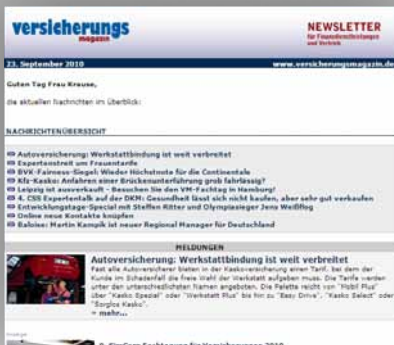 versicherungs
magazin
NEWSLETTER
für Finanzdienstleistungen
und Vertrieb
23. September 2010
www.versicherungsmagazin.de
Guten Tag Frau Krause,
die aktuellen Nachrichten im Überblick:
NACHRICHTENÜBERSICHT
Autoversicherung: Werkstattbindung ist weit verbreitet
Expertenstreit um Frauentarife
BVK-Fairness-Siegel: Wieder Höchstnote für die Continentale
Kfz-Kasko: Anfahren einer Brückenunterführung grob fahrlässig?
Leipzig ist ausverkauft - Besuchen Sie den VM-Fachtag in Hamburg!
4. CSS Expertentalk auf der DKM: Gesundheit lässt sich nicht kaufen, aber sehr gut verkaufen
Entwicklungstage-Special mit Steffen Ritter und Olympiasieger Jens Weißflog
Online neue Kontakte knüpfen
Baloise: Martin Kampik ist neuer Regional Manager für Deutschland
MELDUNGEN
Autoversicherung: Werkstattbindung ist weit verbreitet
Fast alle Autoversicherer bieten in der Kaskoversicherung einen Tarif, bei dem der
Kunde im Schadenfall die freie Wahl der Werkstatt aufgeben muss. Die Tarife werden
unter den unterschiedlichsten Namen angeboten. Die Palette reicht von "Mobil Plus"
über "Kasko Spezial" oder "Werkstatt Plus" bis hin zu "Easy Drive", "Kasko Select" oder
"Sorglos Kasko".
» mehr...
Anzeige